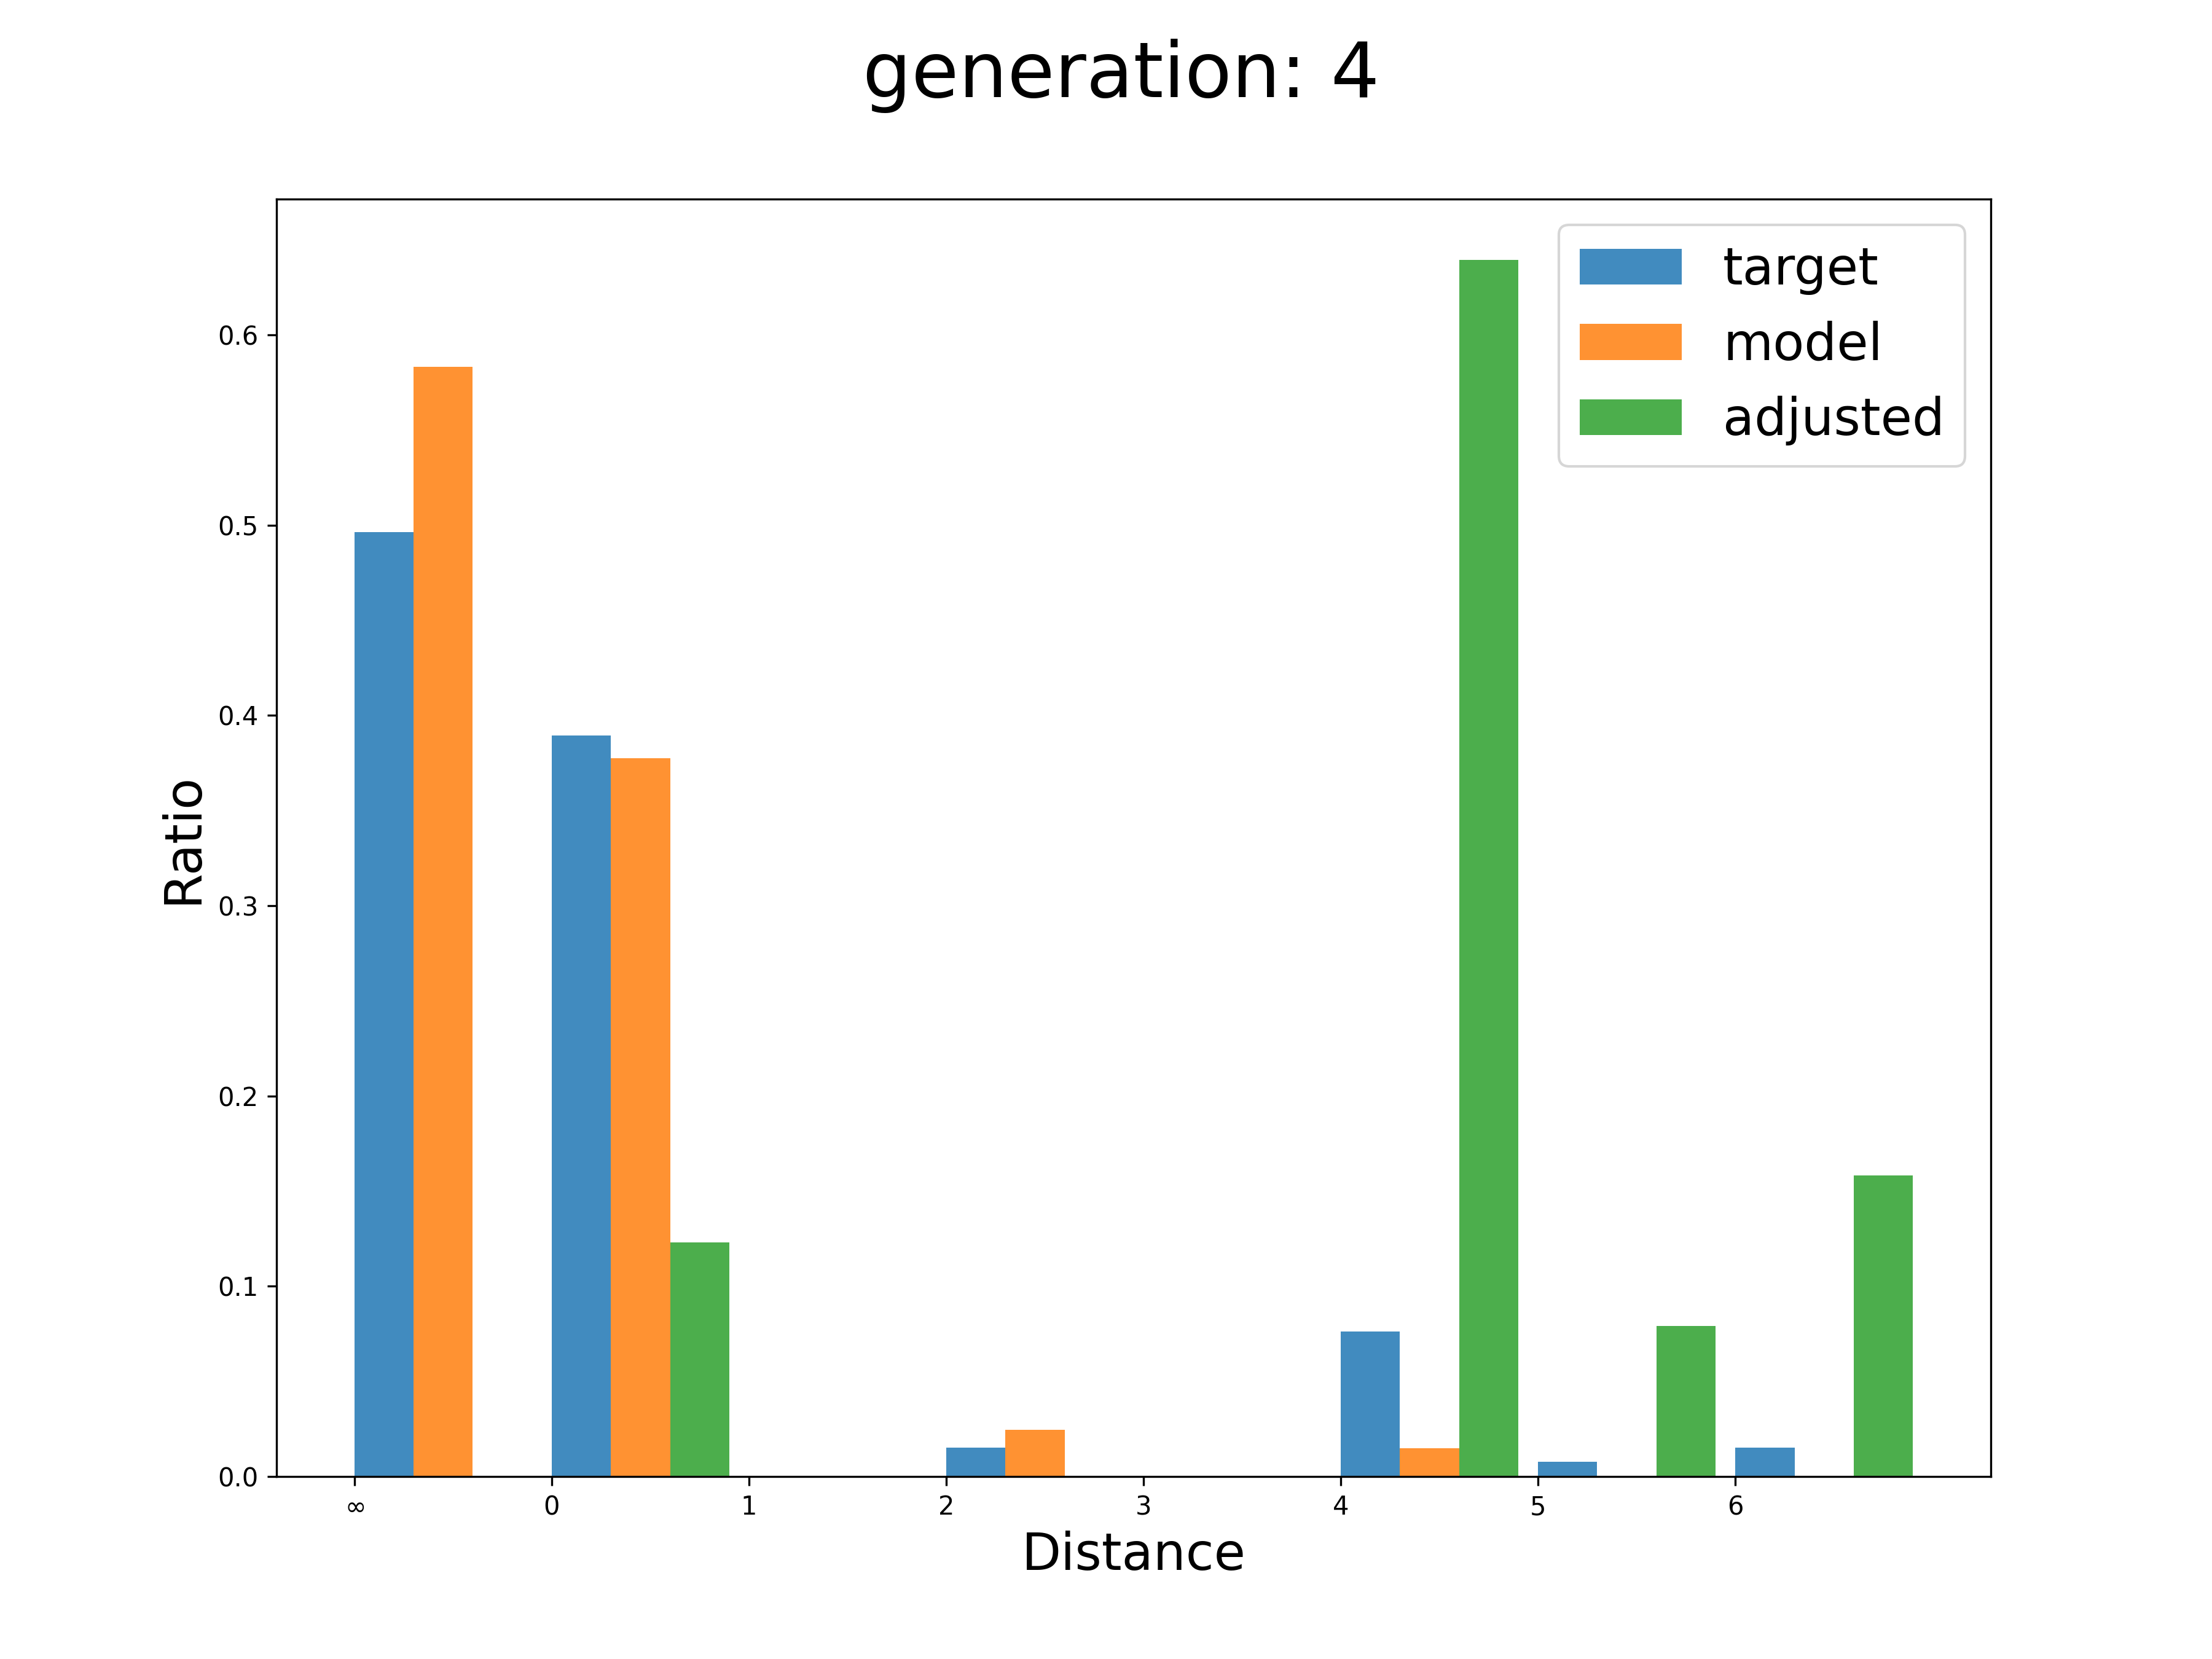 generation: 4
target
model
adjusted
Ratio
0.6
0.5
0.4
0.3
0.2
0.1
0.0
∞ 0 1 2 3 4 5 6
Distance